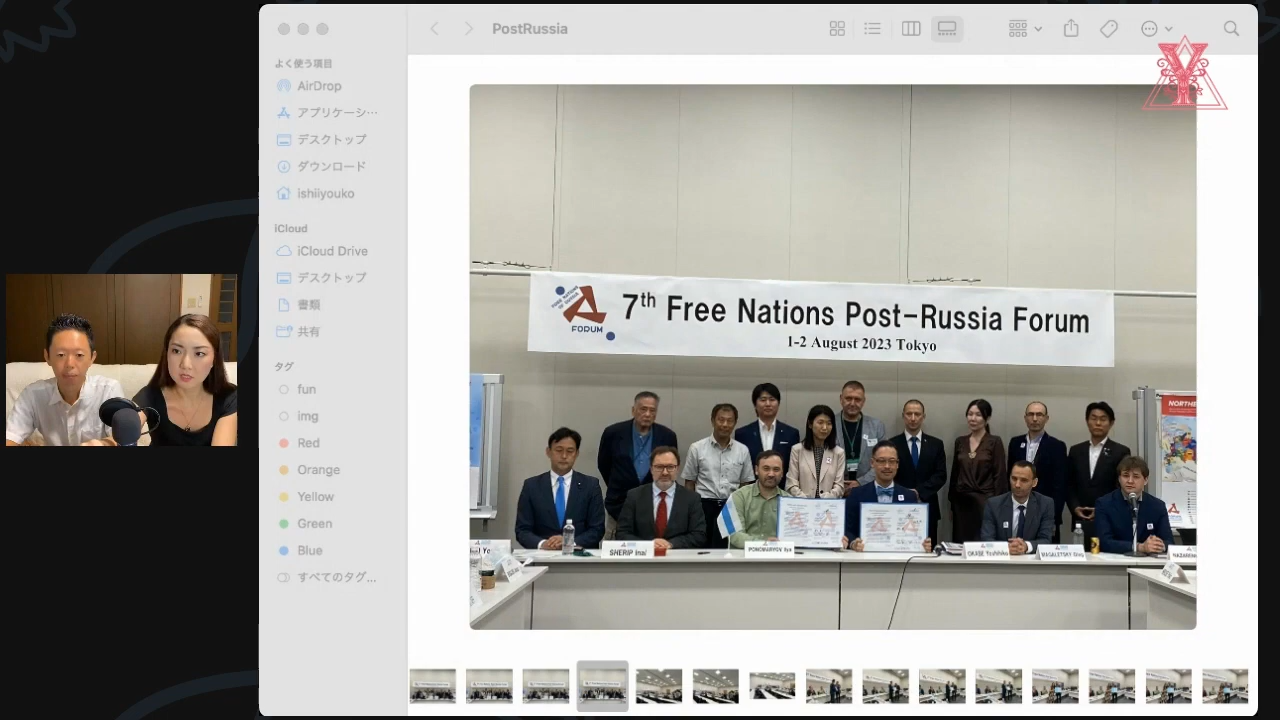 PostRussia
よく使う項目
AirDrop
アプリケーシ…
デスクトップ
ダウンロード
ishiiyouko
iCloud
iCloud Drive
デスクトップ
書類
共有
タグ
fun
img
Red
Orange
Yellow
Green
Blue
すべてのタグ…
FORUM
7th Free Nations Post-Russia Forum
1-2 August 2023 Tokyo
SHERIP Inal
PONOMARYOV Ilya
OKABE Yoshihiko
MAGALETSKY Oleg